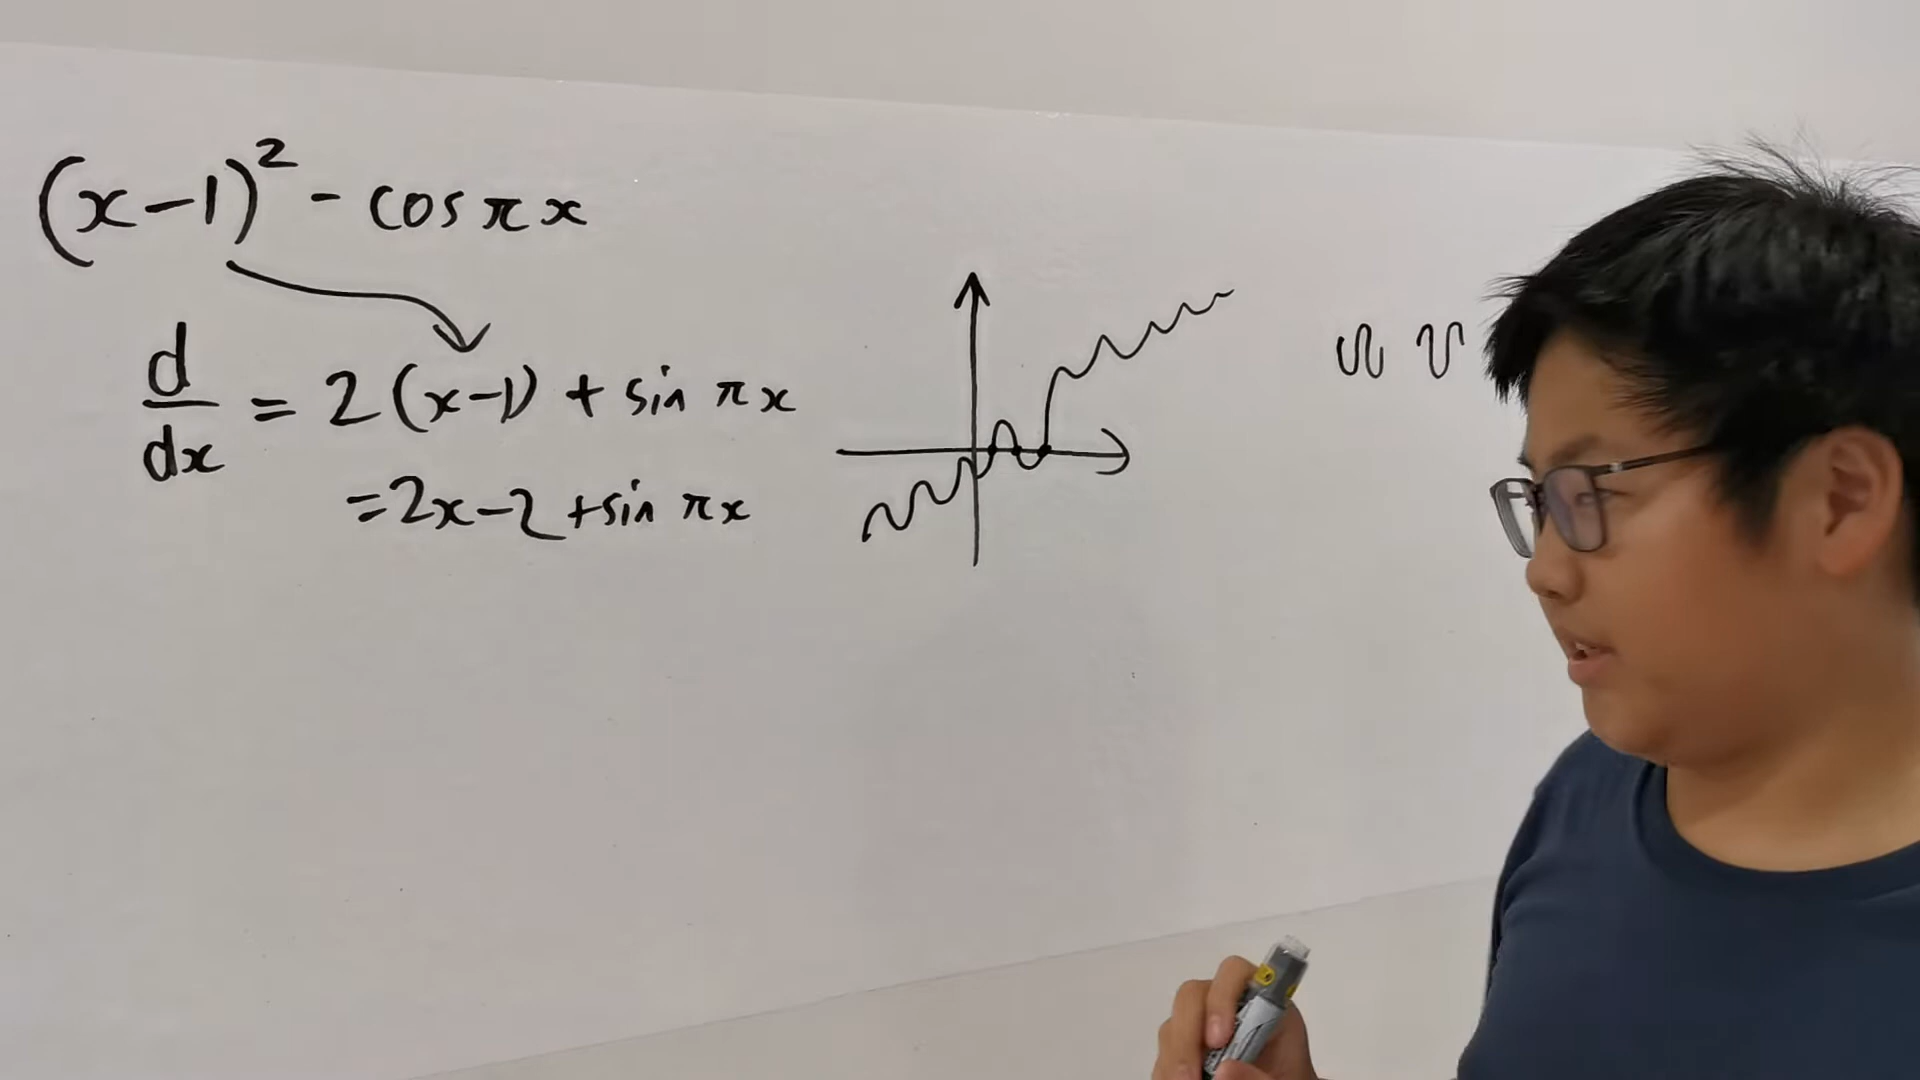 (x-1)² - cos πx
d/dx = 2(x-1) + sin πx
= 2x-2 + sin πx